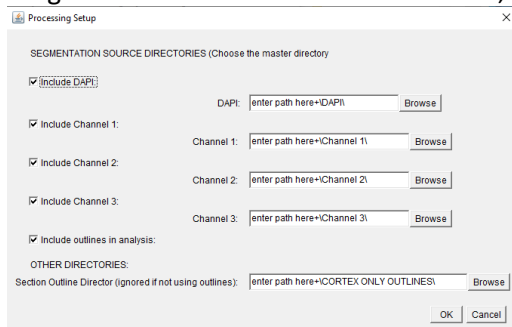 Processing Setup
SEGMENTATION SOURCE DIRECTORIES (Choose the master directory
Include DAPI:
DAPI: enter path here+\DAPI\ Browse
Include Channel 1:
Channel 1: enter path here+\Channel 1\ Browse
Include Channel 2:
Channel 2: enter path here+\Channel 2\ Browse
Include Channel 3:
Channel 3: enter path here+\Channel 3\ Browse
Include outlines in analysis:
OTHER DIRECTORIES:
Section Outline Director (ignored if not using outlines): enter path here+\CORTEX ONLY OUTLINES\ Browse
OK Cancel